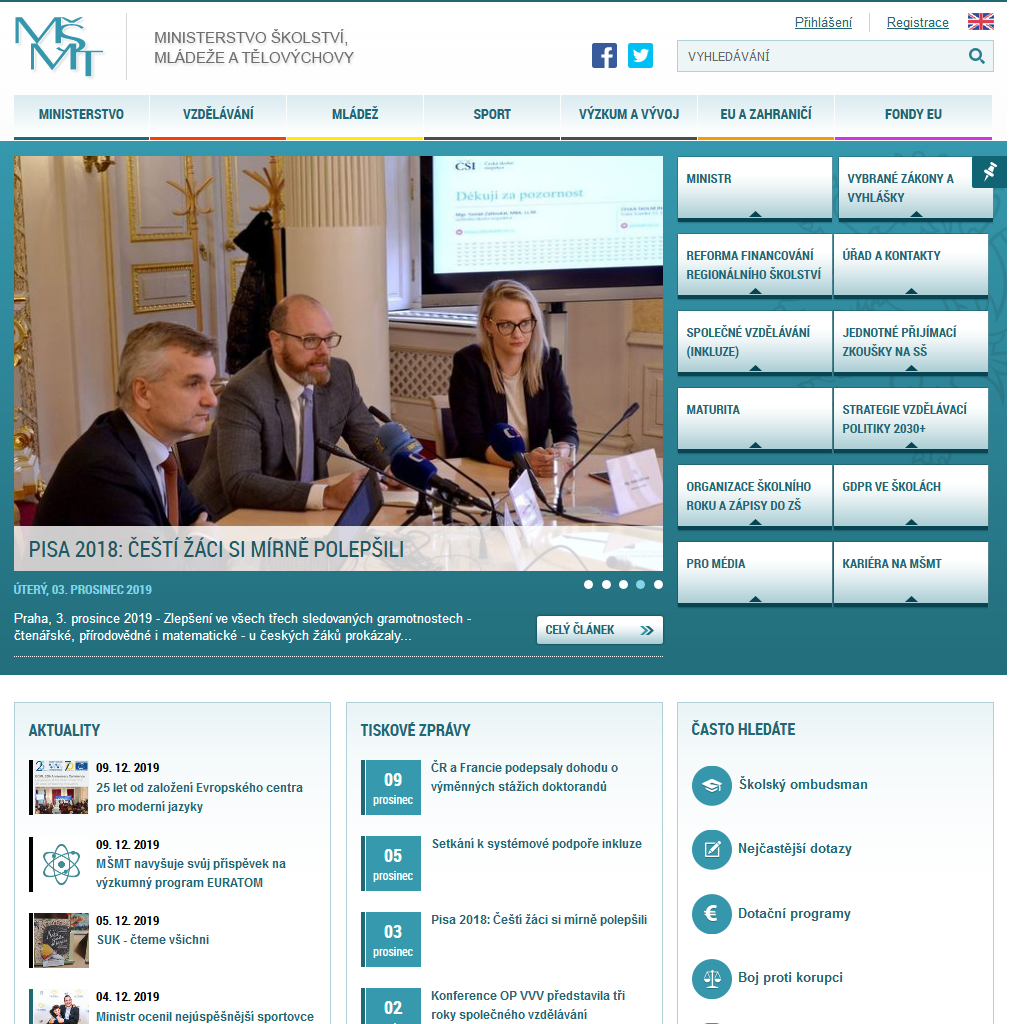 MŠMT
MINISTERSTVO ŠKOLSTVÍ,
MLÁDEŽE A TĚLOVÝCHOVY
Přihlášení
Registrace
VYHLEDÁVÁNÍ
MINISTERSTVO
VZDĚLÁVÁNÍ
MLÁDEŽ
SPORT
VÝZKUM A VÝVOJ
EU A ZAHRANIČÍ
FONDY EU
ČŠI
Děkuji za pozornost
PISA 2018: ČEŠTÍ ŽÁCI SI MÍRNĚ POLEPŠILI
ÚTERÝ, 03. PROSINEC 2019
Praha, 3. prosince 2019 - Zlepšení ve všech třech sledovaných gramotnostech -
čtenářské, přírodovědné i matematické - u českých žáků prokázaly...
CELÝ ČLÁNEK
MINISTR
VYBRANÉ ZÁKONY A
VYHLÁŠKY
REFORMA FINANCOVÁNÍ
REGIONÁLNÍHO ŠKOLSTVÍ
ÚŘAD A KONTAKTY
SPOLEČNÉ VZDĚLÁVÁNÍ
(INKLUZE)
JEDNOTNÉ PŘIJÍMACÍ
ZKOUŠKY NA SŠ
MATURITA
STRATEGIE VZDĚLÁVACÍ
POLITIKY 2030+
ORGANIZACE ŠKOLNÍHO
ROKU A ZÁPISY DO ZŠ
GDPR VE ŠKOLÁCH
PRO MÉDIA
KARIÉRA NA MŠMT
AKTUALITY
09. 12. 2019
25 let od založení Evropského centra
pro moderní jazyky
09. 12. 2019
MŠMT navyšuje svůj příspěvek na
výzkumný program EURATOM
05. 12. 2019
SUK - čteme všichni
04. 12. 2019
Ministr ocenil nejúspěšnější sportovce
TISKOVÉ ZPRÁVY
09
prosinec
ČR a Francie podepsaly dohodu o
výměnných stážích doktorandů
05
prosinec
Setkání k systémové podpoře inkluze
03
prosinec
Pisa 2018: Čeští žáci si mírně polepšili
02
Konference OP VVV představila tři
roky společného vzdělávání
ČASTO HLEDÁTE
Školský ombudsman
Nejčastější dotazy
Dotační programy
Boj proti korupci